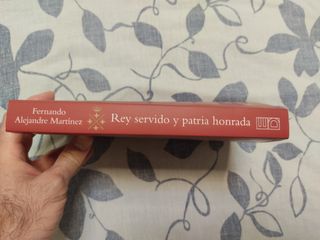 Fernando
Alejandre Martínez
Rey servido y patria honrada